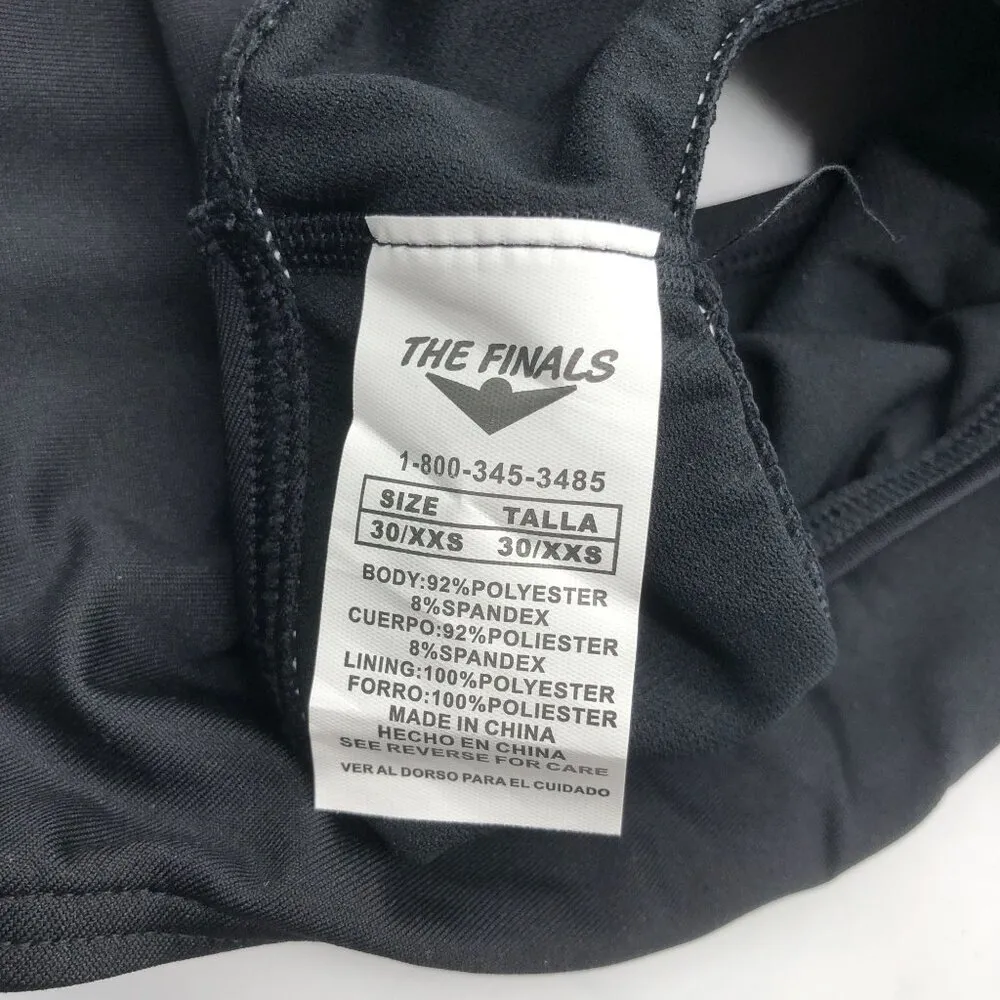 THE FINALS
1-800-345-3485
SIZE TALLA
30/XXS 30/XXS
BODY:92%POLYESTER
8%SPANDEX
CUERPO:92%POLIESTER
8%SPANDEX
LINING:100%POLYESTER
FORRO:100%POLIESTER
MADE IN CHINA
HECHO EN CHINA
SEE REVERSE FOR CARE
VER AL DORSO PARA EL CUIDADO